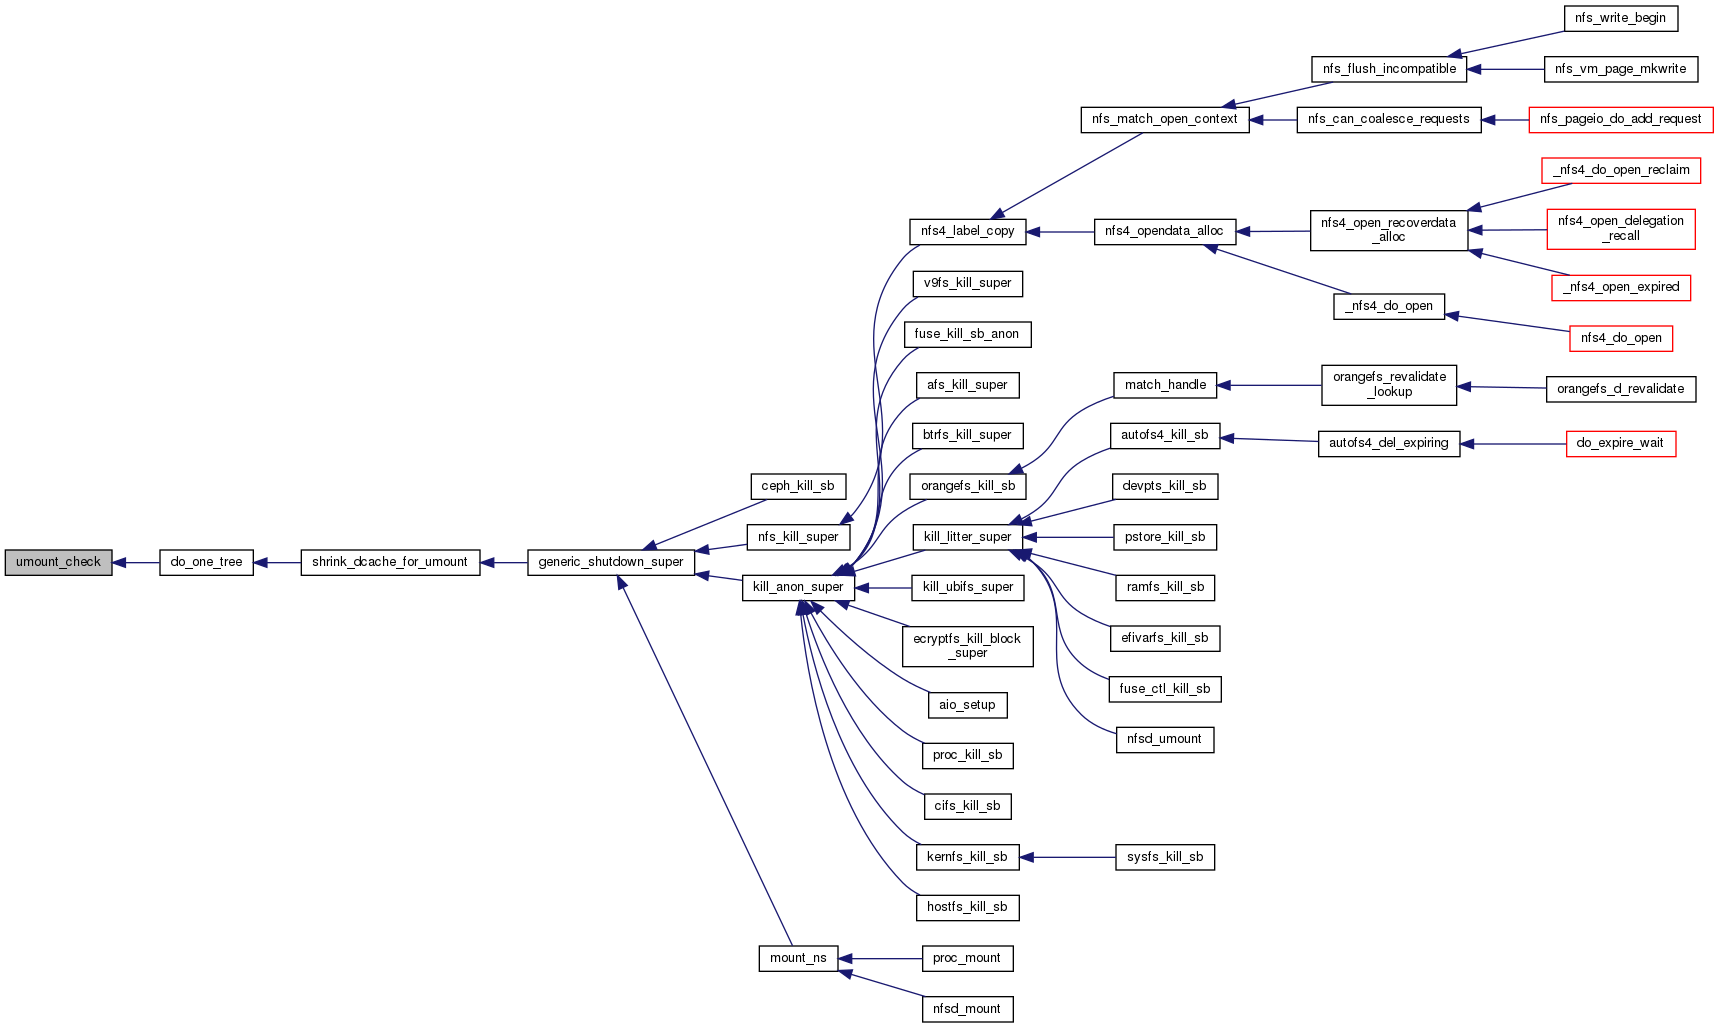 nfs_write_begin
nfs_flush_incompatible
nfs_vm_page_mkwrite
nfs_match_open_context
nfs_can_coalesce_requests
nfs_pageio_do_add_request
_nfs4_do_open_reclaim
nfs4_label_copy
nfs4_opendata_alloc
nfs4_open_recoverdata
_alloc
nfs4_open_delegation
_recall
v9fs_kill_super
_nfs4_open_expired
_nfs4_do_open
fuse_kill_sb_anon
nfs4_do_open
afs_kill_super
match_handle
orangefs_revalidate
_lookup
orangefs_d_revalidate
btrfs_kill_super
autofs4_kill_sb
autofs4_del_expiring
do_expire_wait
ceph_kill_sb
orangefs_kill_sb
devpts_kill_sb
nfs_kill_super
kill_litter_super
pstore_kill_sb
umount_check
do_one_tree
shrink_dcache_for_umount
generic_shutdown_super
kill_anon_super
kill_ubifs_super
ramfs_kill_sb
ecryptfs_kill_block
_super
efivarfs_kill_sb
aio_setup
fuse_ctl_kill_sb
proc_kill_sb
nfsd_umount
cifs_kill_sb
kernfs_kill_sb
sysfs_kill_sb
hostfs_kill_sb
mount_ns
proc_mount
nfsd_mount